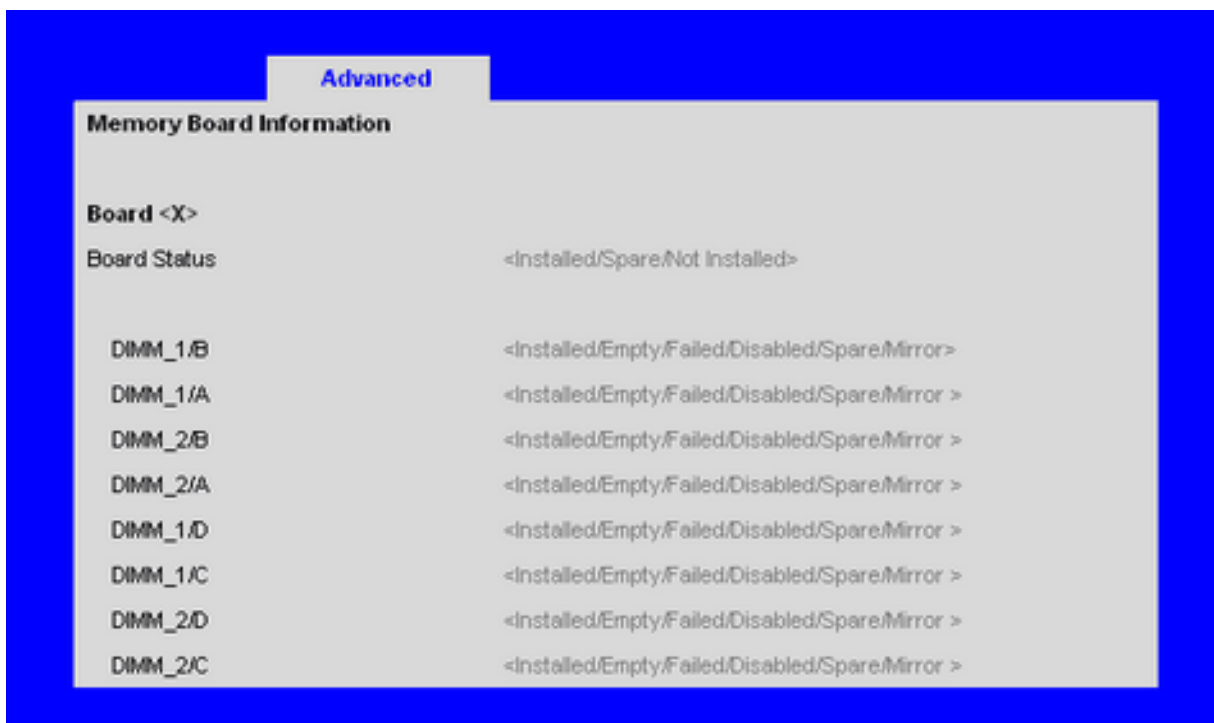 Advanced
Memory Board Information
Board <X>
Board Status <Installed/Spare/Not Installed>
DIMM_1/B <Installed/Empty/Failed/Disabled/Spare/Mirror>
DIMM_1/A <Installed/Empty/Failed/Disabled/Spare/Mirror >
DIMM_2/B <Installed/Empty/Failed/Disabled/Spare/Mirror >
DIMM_2/A <Installed/Empty/Failed/Disabled/Spare/Mirror >
DIMM_1/D <Installed/Empty/Failed/Disabled/Spare/Mirror >
DIMM_1/C <Installed/Empty/Failed/Disabled/Spare/Mirror >
DIMM_2/D <Installed/Empty/Failed/Disabled/Spare/Mirror >
DIMM_2/C <Installed/Empty/Failed/Disabled/Spare/Mirror >